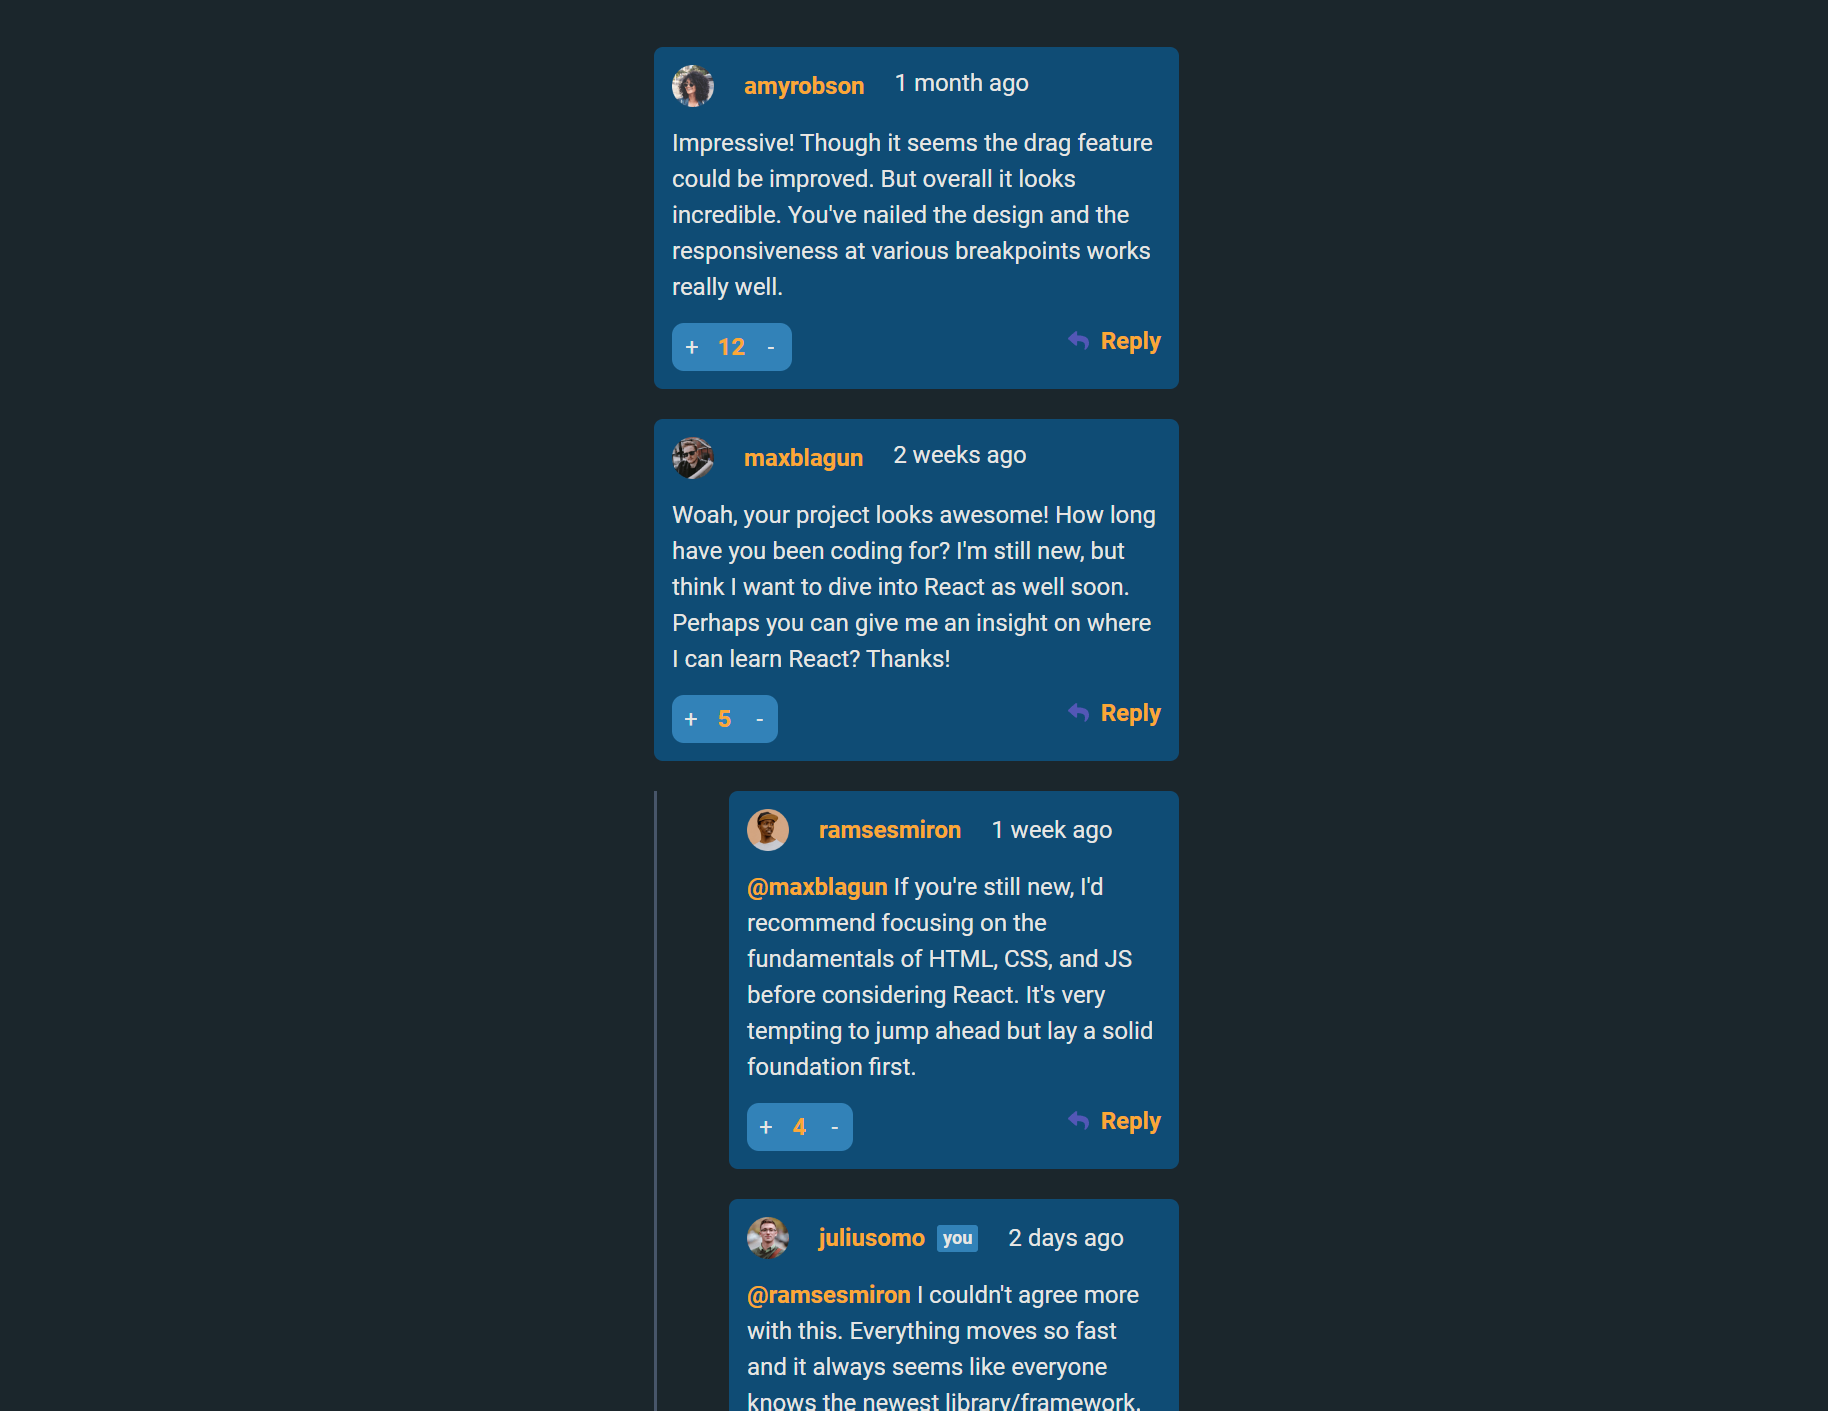 amyrobson 1 month ago
Impressive! Though it seems the drag feature
could be improved. But overall it looks
incredible. You've nailed the design and the
responsiveness at various breakpoints works
really well.
+ 12 - Reply
maxblagun 2 weeks ago
Woah, your project looks awesome! How long
have you been coding for? I'm still new, but
think I want to dive into React as well soon.
Perhaps you can give me an insight on where
I can learn React? Thanks!
+ 5 - Reply
ramsesmiron 1 week ago
@maxblagun If you're still new, I'd
recommend focusing on the
fundamentals of HTML, CSS, and JS
before considering React. It's very
tempting to jump ahead but lay a solid
foundation first.
+ 4 - Reply
juliusomo you 2 days ago
@ramsesmiron I couldn't agree more
with this. Everything moves so fast
and it always seems like everyone
knows the newest library/framework.